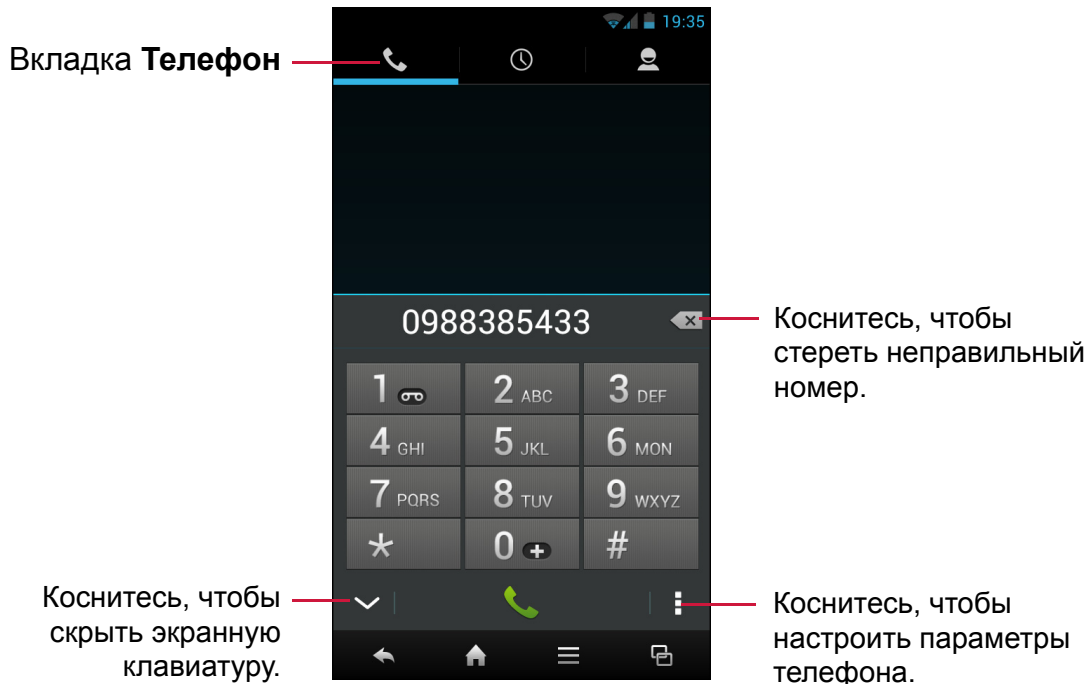 19:35
Вкладка Телефон
0988385433
Коснитесь, чтобы
стереть неправильный
номер.
1 2 ABC 3 DEF
4 GHI 5 JKL 6 MON
7 PQRS 8 TUV 9 WXYZ
* 0 + #
Коснитесь, чтобы
скрыть экранную
клавиатуру.
Коснитесь, чтобы
настроить параметры
телефона.